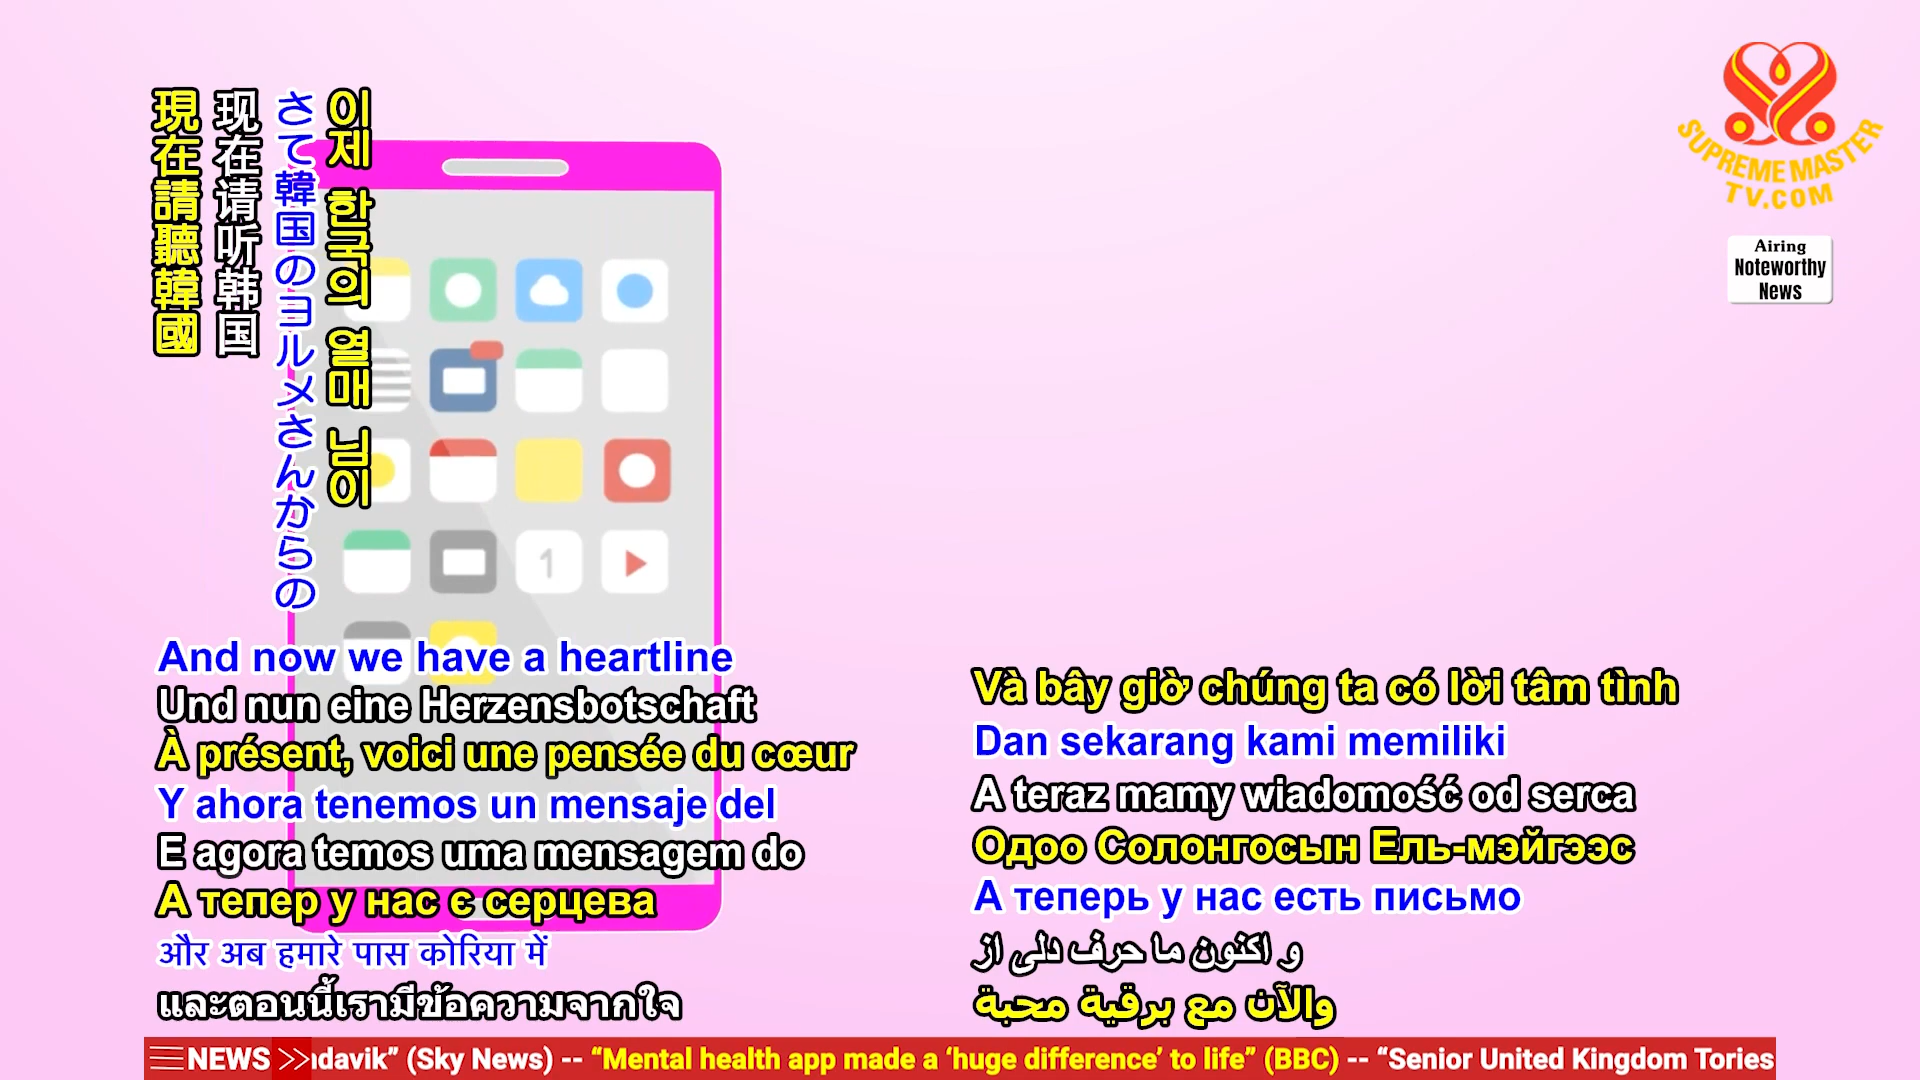 現在請聽韓國
现在请听韩国
さて韓国のヨルメさんからの
이제 한국의 열매 님이
SUPREME MASTER
TV.COM
Airing
Noteworthy
News
1
And now we have a heartline
Und nun eine Herzensbotschaft
À présent, voici une pensée du cœur
Y ahora tenemos un mensaje del
E agora temos uma mensagem do
А тепер у нас є серцева
और अब हमारे पास कोरिया में
และตอนนี้เรามีข้อความจากใจ
Và bây giờ chúng ta có lời tâm tình
Dan sekarang kami memiliki
A teraz mamy wiadomość od serca
Одоо Солонгосын Ель-мэйгээс
А теперь у нас есть письмо
و اکنون ما حرف دلی از
والآن مع برقية محبة
NEWS davik” (Sky News) -- “Mental health app made a ‘huge difference’ to life” (BBC) -- “Senior United Kingdom Tories